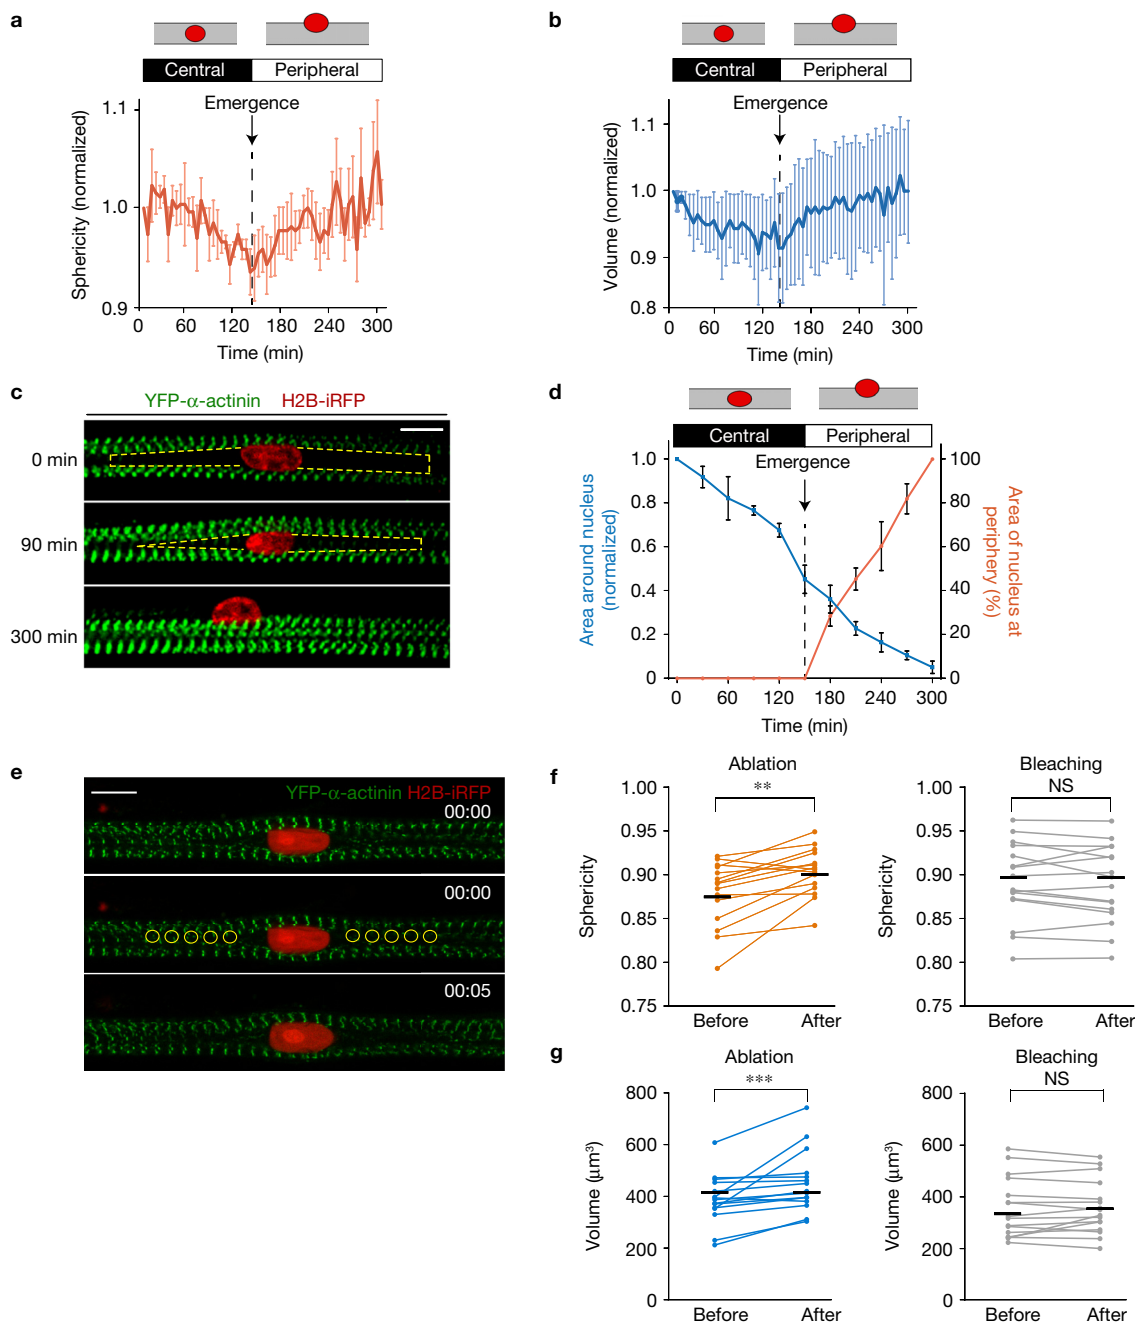 a
Central
Peripheral
Emergence
Sphericity (normalized)
1.1
1.0
0.9
0 60 120 180 240 300
Time (min)
b
Central
Peripheral
Emergence
Volume (normalized)
1.1
1.0
0.9
0.8
0 60 120 180 240 300
Time (min)
c
YFP-α-actinin H2B-iRFP
0 min
90 min
300 min
d
Central
Peripheral
Emergence
Area around nucleus
(normalized)
1.0
0.8
0.6
0.4
0.2
0
100
80
60
40
20
0
Area of nucleus at
periphery (%)
0 60 120 180 240 300
Time (min)
e
YFP-α-actinin H2B-iRFP
00:00
00:00
00:05
f
Ablation
**
Sphericity
1.00
0.95
0.90
0.85
0.80
0.75
Before After
Bleaching
NS
Sphericity
1.00
0.95
0.90
0.85
0.80
0.75
Before After
g
Ablation
***
Volume (μm³)
800
600
400
200
0
Before After
Bleaching
NS
Volume (μm³)
800
600
400
200
0
Before After